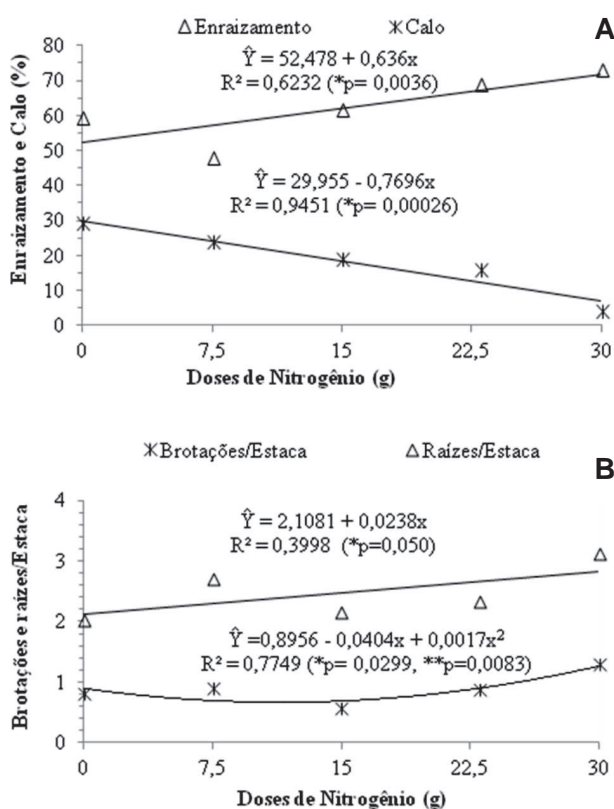 A
Enraizamento Calo
Ŷ = 52,478 + 0,636x
R² = 0,6232 (*p= 0,0036)
Ŷ = 29,955 - 0,7696x
R² = 0,9451 (*p= 0,00026)
Enraizamento e Calo (%)
80
70
60
50
40
30
20
10
0
0 7,5 15 22,5 30
Doses de Nitrogênio (g)
Brotações/Estaca Raízes/Estaca
B
Ŷ = 2,1081 + 0,0238x
R² = 0,3998 (*p=0,050)
Ŷ =0,8956 - 0,0404x + 0,0017x²
R² = 0,7749 (*p= 0,0299, **p=0,0083)
Brotações e raízes/Estaca
4
3
2
1
0
0 7,5 15 22,5 30
Doses de Nitrogênio (g)